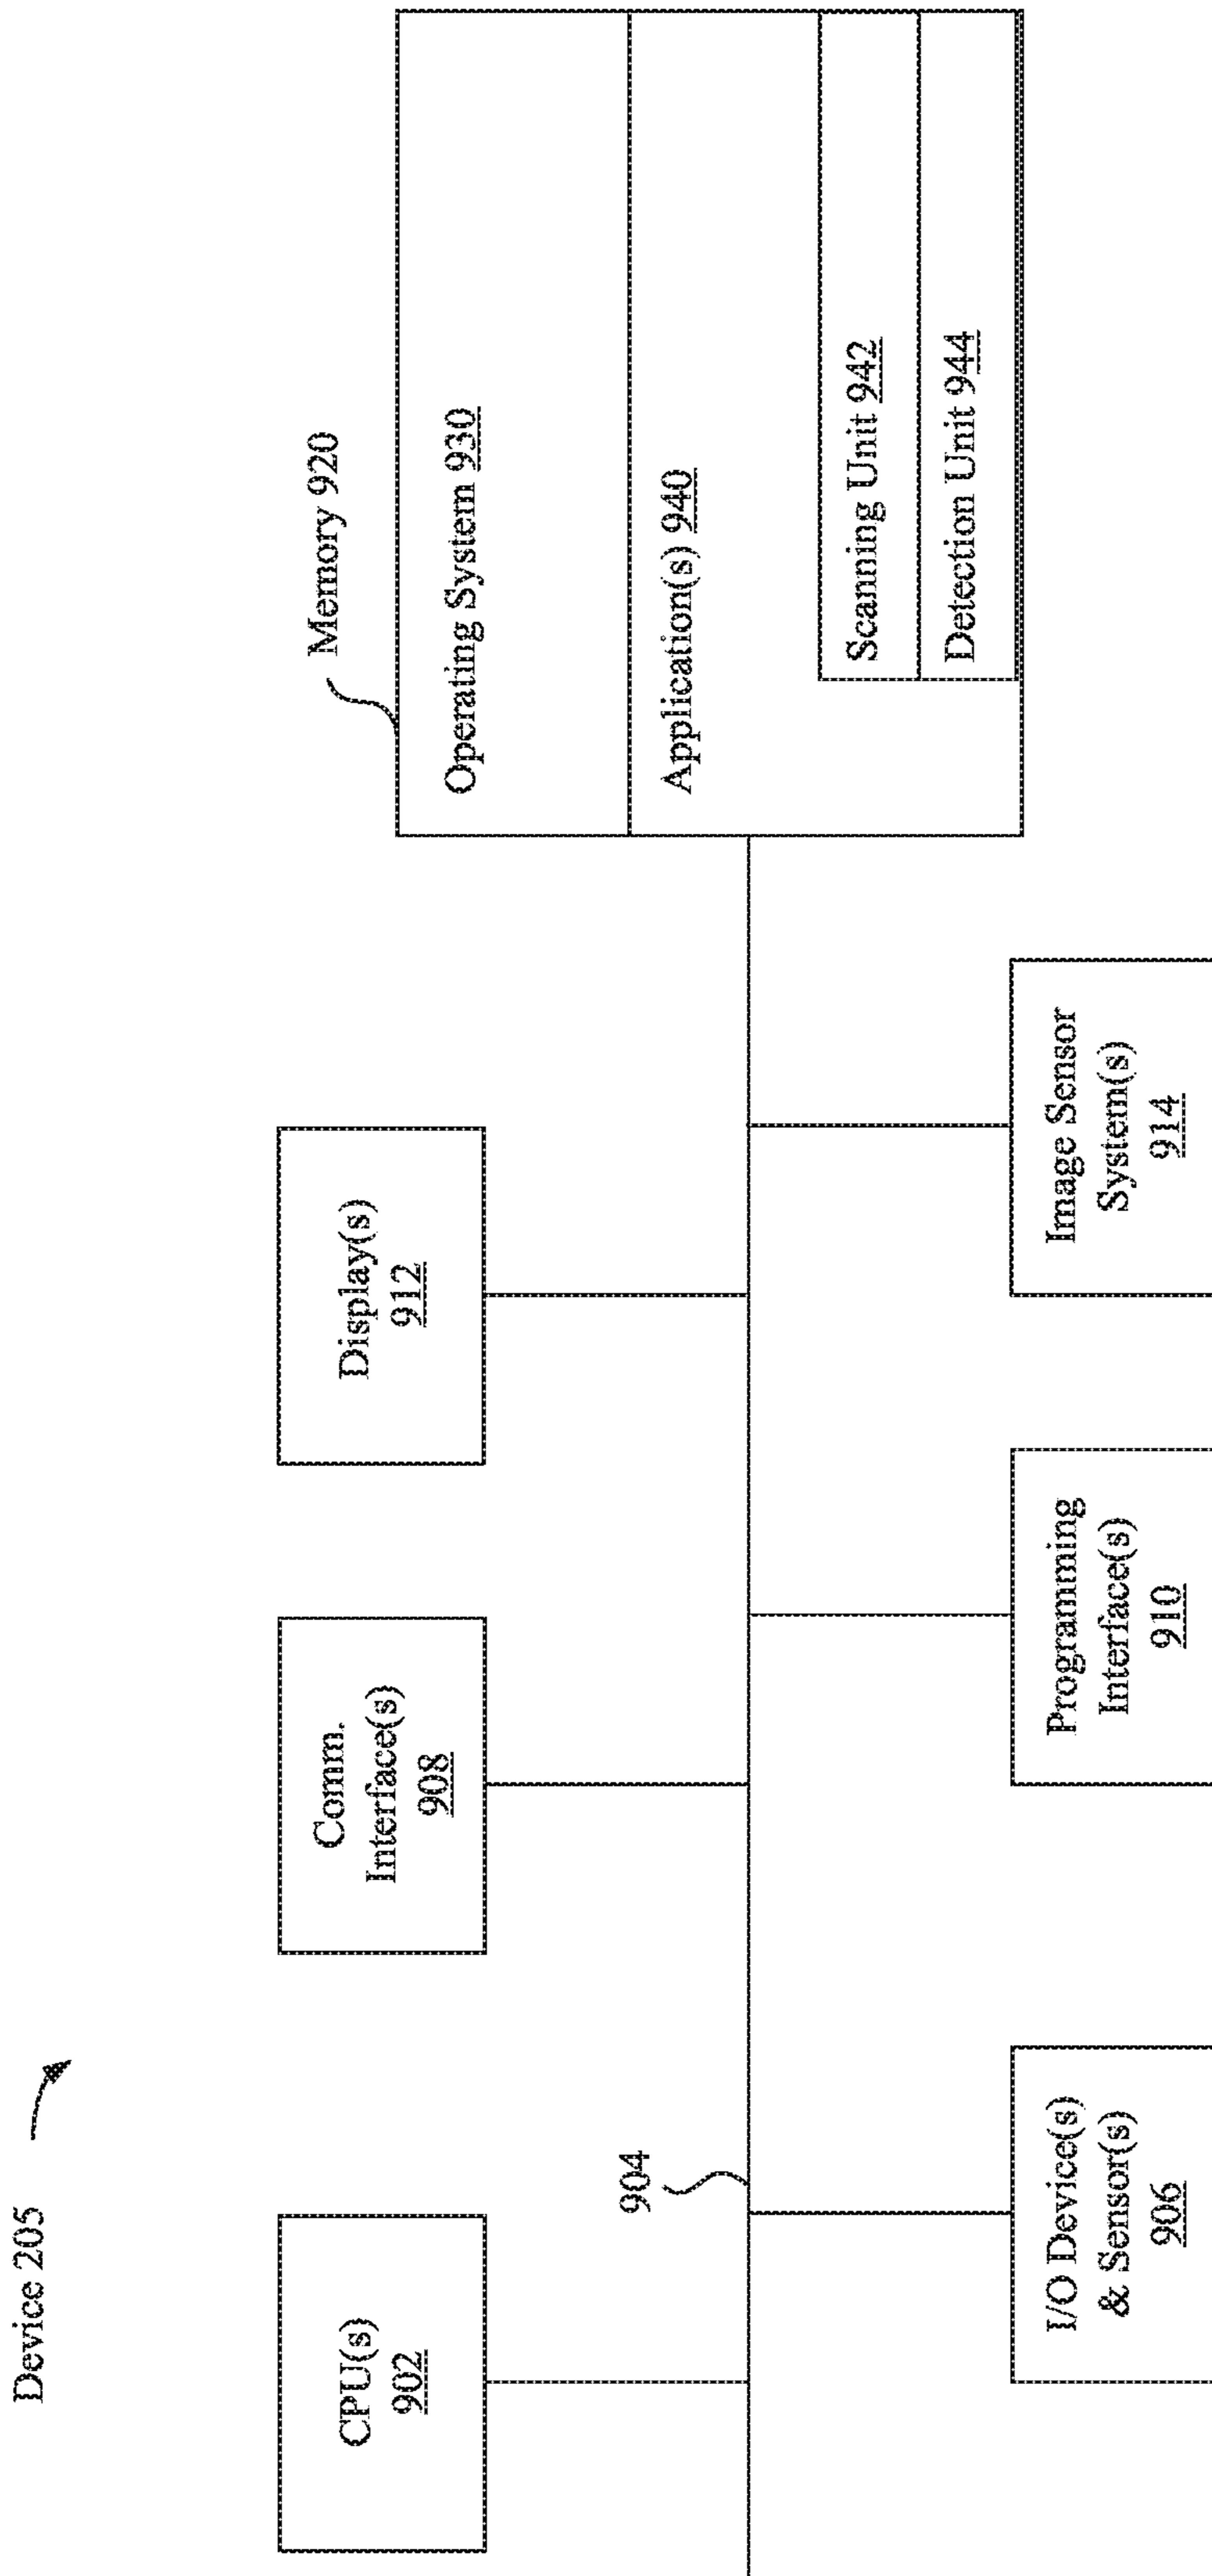 Device 205
CPU(s)
902
Comm.
Interface(s)
908
Display(s)
912
Memory 920
Operating System 930
Application(s) 940
Scanning Unit 942
Detection Unit 944
904
I/O Device(s)
& Sensor(s)
906
Programming
Interface(s)
910
Image Sensor
System(s)
914